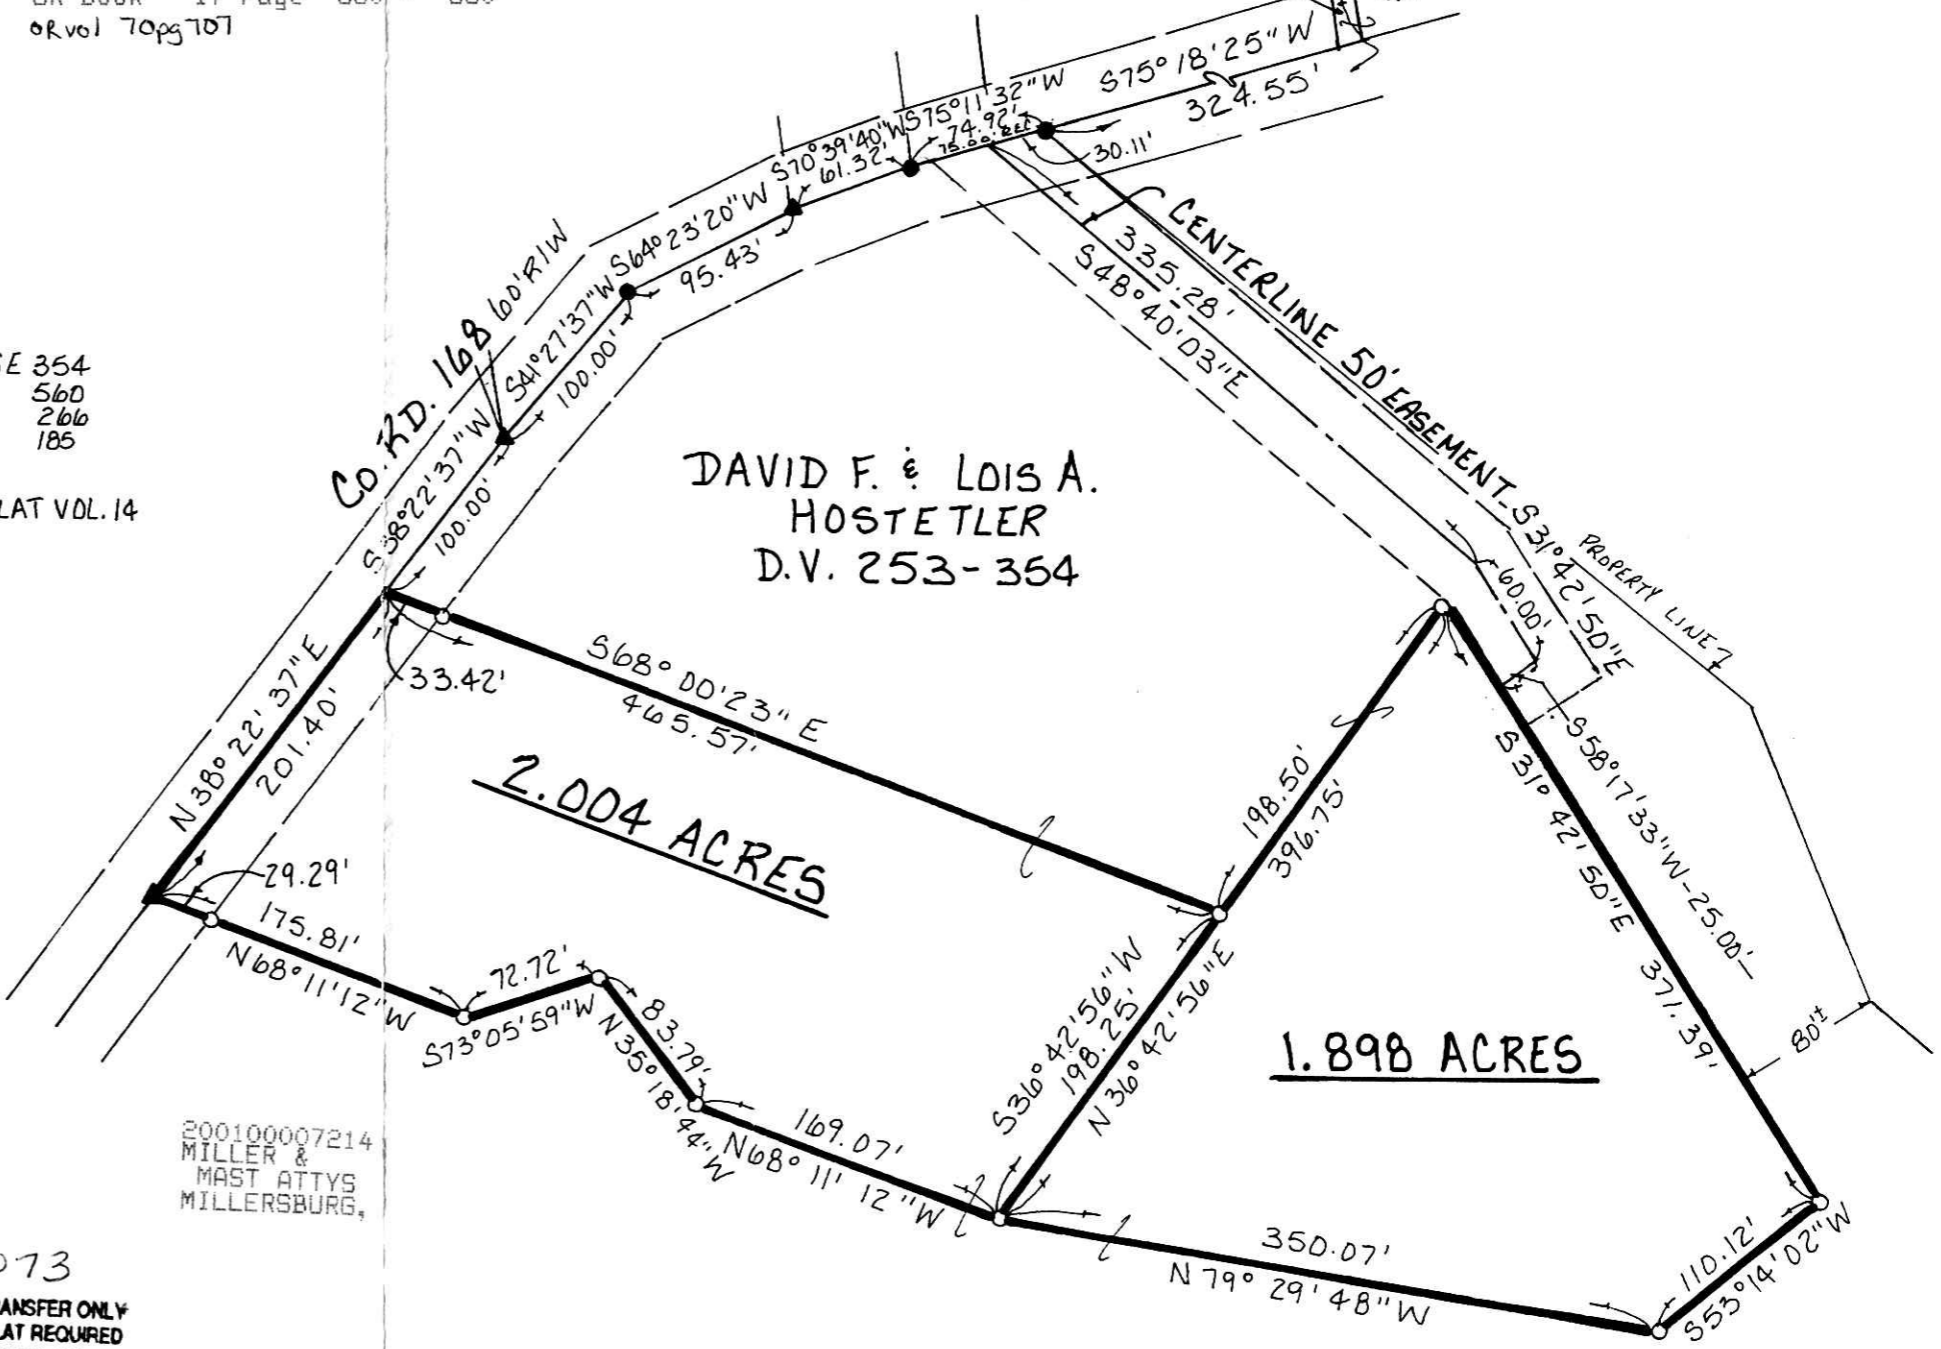 ORVOl 70pg707
S75°18'25"W
324.55'
S75°11'32"W
74.92'
75.00' REC
30.11'
S70°39'40"W
61.32'
S64°23'20"W
95.43'
S41°27'37"W
100.00'
Co. RD. 168 60' R/W
S38°22'37"W
100.00'
CENTERLINE 50' EASEMENT
335.28'
S48°40'03"E
S31°42'50"E
60.00'
PROPERTY LINE
E 354
560
266
185
LAT VOL. 14
DAVID F. & LOIS A.
HOSTETLER
D.V. 253-354
N38°22'37"E
201.40'
33.42'
S68°00'23"E
465.57'
2.004 ACRES
198.50'
396.75'
S58°17'33"W-25.00'
S31°42'50"E
371.39'
80'±
29.29'
175.81'
N68°11'12"W
72.72'
S73°05'59"W
83.79'
N35°18'44"W
169.07'
N68°11'12"W
S36°42'56"W
198.25'
N36°42'56"E
1.898 ACRES
350.07'
N79°29'48"W
110.12'
S53°14'02"W
200100007214
MILLER &
MAST ATTYS
MILLERSBURG,
73
ANSFER ONLY
AT REQUIRED